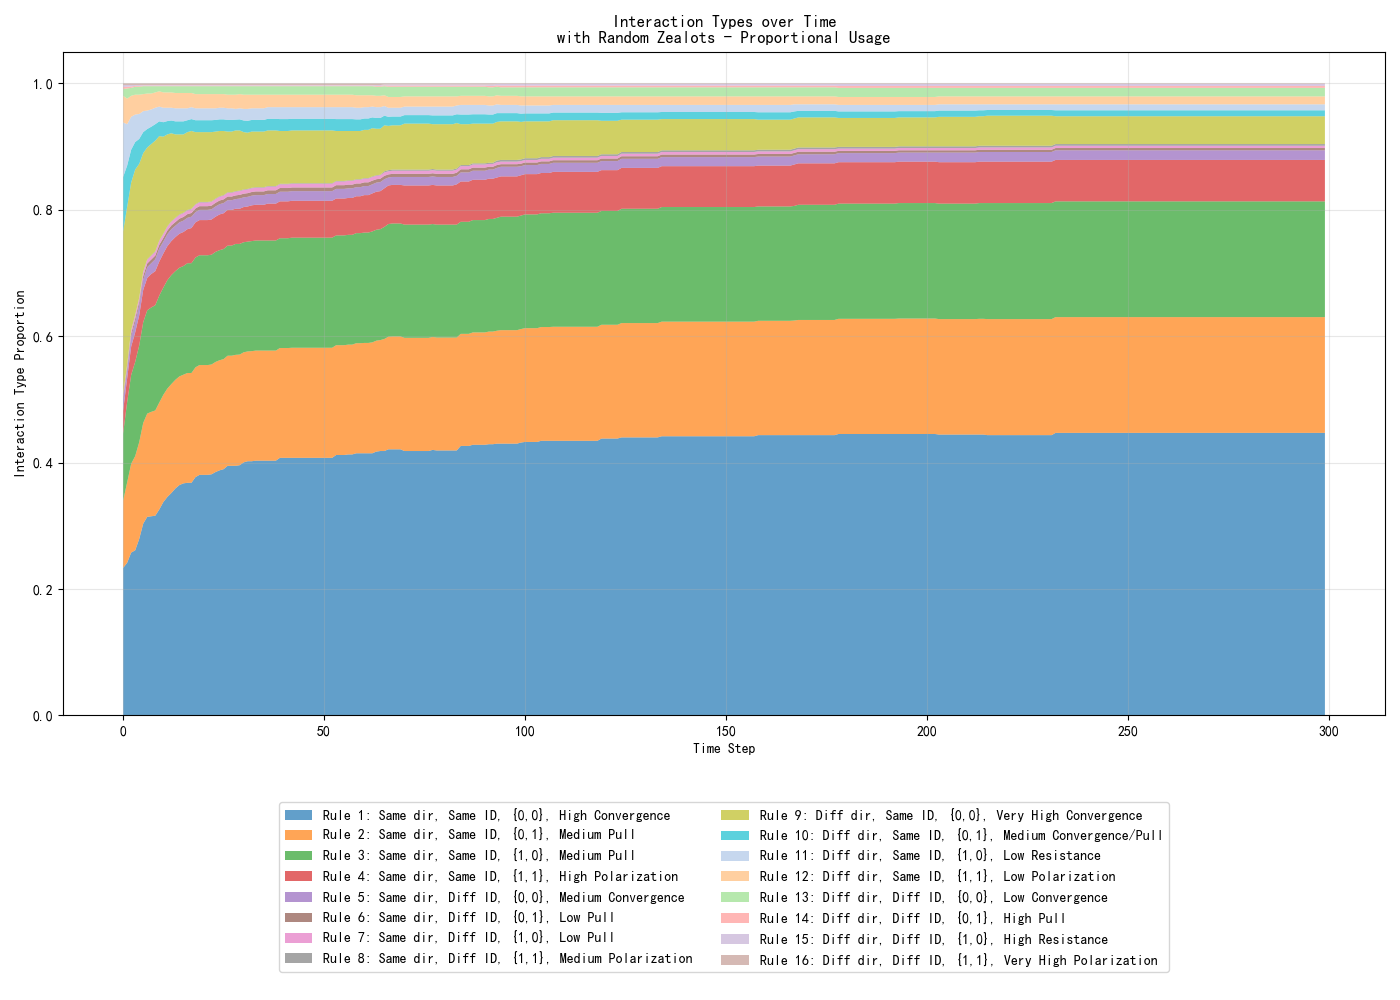 Interaction Types over Time
with Random Zealots - Proportional Usage
Interaction Type Proportion
1.0
0.8
0.6
0.4
0.2
0.0
0
50
100
150
200
250
300
Time Step
Rule 1: Same dir, Same ID, {0,0}, High Convergence
Rule 2: Same dir, Same ID, {0,1}, Medium Pull
Rule 3: Same dir, Same ID, {1,0}, Medium Pull
Rule 4: Same dir, Same ID, {1,1}, High Polarization
Rule 5: Same dir, Diff ID, {0,0}, Medium Convergence
Rule 6: Same dir, Diff ID, {0,1}, Low Pull
Rule 7: Same dir, Diff ID, {1,0}, Low Pull
Rule 8: Same dir, Diff ID, {1,1}, Medium Polarization
Rule 9: Diff dir, Same ID, {0,0}, Very High Convergence
Rule 10: Diff dir, Same ID, {0,1}, Medium Convergence/Pull
Rule 11: Diff dir, Same ID, {1,0}, Low Resistance
Rule 12: Diff dir, Same ID, {1,1}, Low Polarization
Rule 13: Diff dir, Diff ID, {0,0}, Low Convergence
Rule 14: Diff dir, Diff ID, {0,1}, High Pull
Rule 15: Diff dir, Diff ID, {1,0}, High Resistance
Rule 16: Diff dir, Diff ID, {1,1}, Very High Polarization